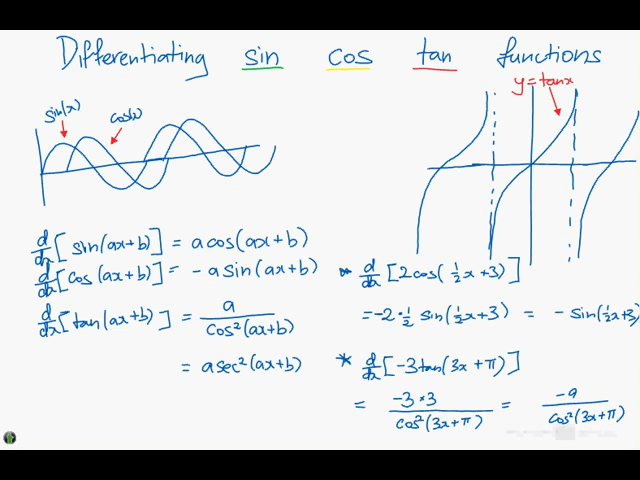 Differentiating sin cos tan functions
y = tanx
sin(x)
cos(x)
d/dx [sin(ax+b)] = a cos(ax+b)
d/dx [cos(ax+b)] = -a sin(ax+b)
d/dx [tan(ax+b)] = a / cos²(ax+b)
= a sec²(ax+b)
* d/dx [2cos(½x+3)]
= -2·½ sin(½x+3) = -sin(½x+3)
* d/dx [-3tan(3x+π)]
= -3*3 / cos²(3x+π) = -9 / cos²(3x+π)